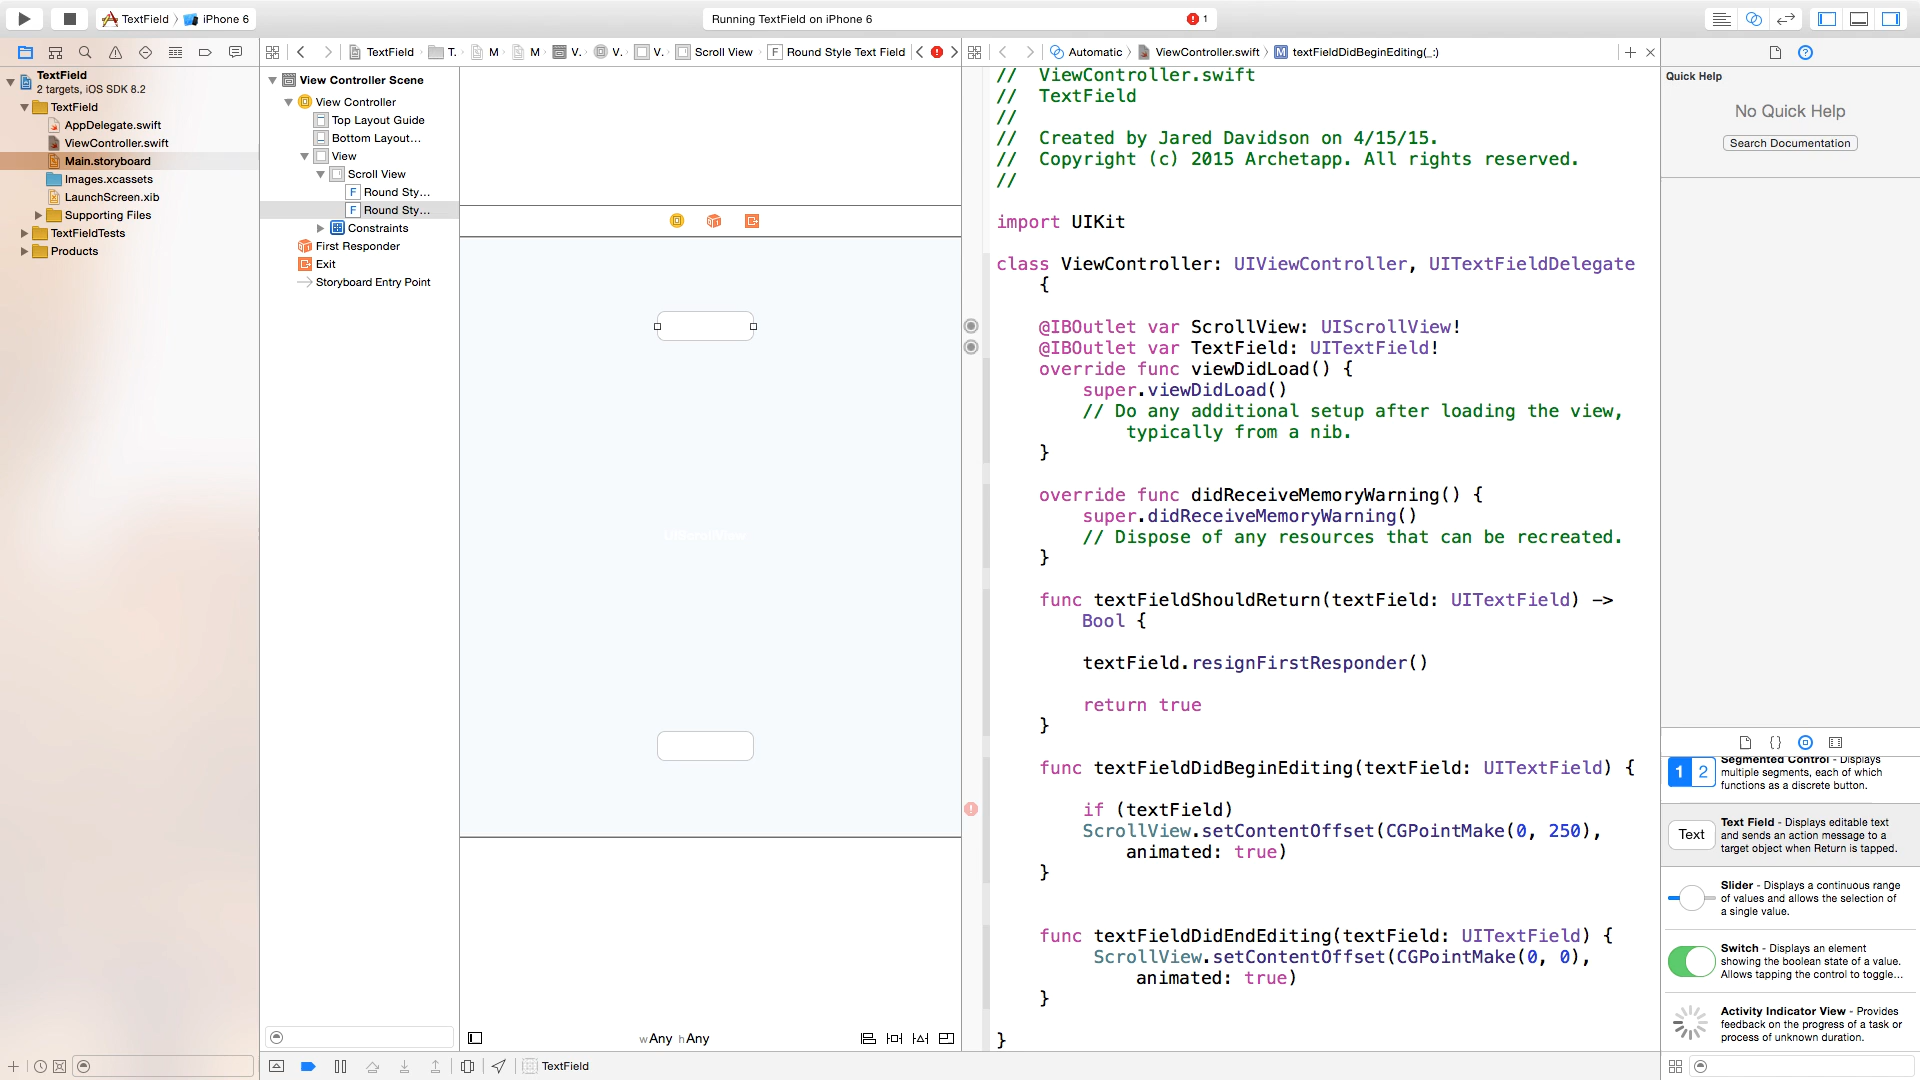 TextField
iPhone 6
Running TextField on iPhone 6
1
TextField
T.
M
M
V.
V.
V.
Scroll View
F
Round Style Text Field
Automatic
ViewController.swift
M
textFieldDidBeginEditing(_:)
TextField
2 targets, iOS SDK 8.2
TextField
AppDelegate.swift
ViewController.swift
Main.storyboard
Images.xcassets
LaunchScreen.xib
Supporting Files
TextFieldTests
Products
View Controller Scene
View Controller
Top Layout Guide
Bottom Layout...
View
Scroll View
F Round Sty...
F Round Sty...
Constraints
First Responder
Exit
Storyboard Entry Point
UIScrollView
wAny hAny
//  ViewController.swift
//  TextField
//
//  Created by Jared Davidson on 4/15/15.
//  Copyright (c) 2015 Archetapp. All rights reserved.
//
import UIKit
class ViewController: UIViewController, UITextFieldDelegate
{
@IBOutlet var ScrollView: UIScrollView!
@IBOutlet var TextField: UITextField!
override func viewDidLoad() {
super.viewDidLoad()
// Do any additional setup after loading the view,
typically from a nib.
}
override func didReceiveMemoryWarning() {
super.didReceiveMemoryWarning()
// Dispose of any resources that can be recreated.
}
func textFieldShouldReturn(textField: UITextField) ->
Bool {
textField.resignFirstResponder()
return true
}
func textFieldDidBeginEditing(textField: UITextField) {
if (textField)
ScrollView.setContentOffset(CGPointMake(0, 250),
animated: true)
}
func textFieldDidEndEditing(textField: UITextField) {
ScrollView.setContentOffset(CGPointMake(0, 0),
animated: true)
}
}
TextField
Quick Help
No Quick Help
Search Documentation
{}
1 2
Segmented Control - Displays
multiple segments, each of which
functions as a discrete button.
Text
Text Field - Displays editable text
and sends an action message to a
target object when Return is tapped.
Slider - Displays a continuous range
of values and allows the selection of
a single value.
Switch - Displays an element
showing the boolean state of a value.
Allows tapping the control to toggle...
Activity Indicator View - Provides
feedback on the progress of a task or
process of unknown duration.